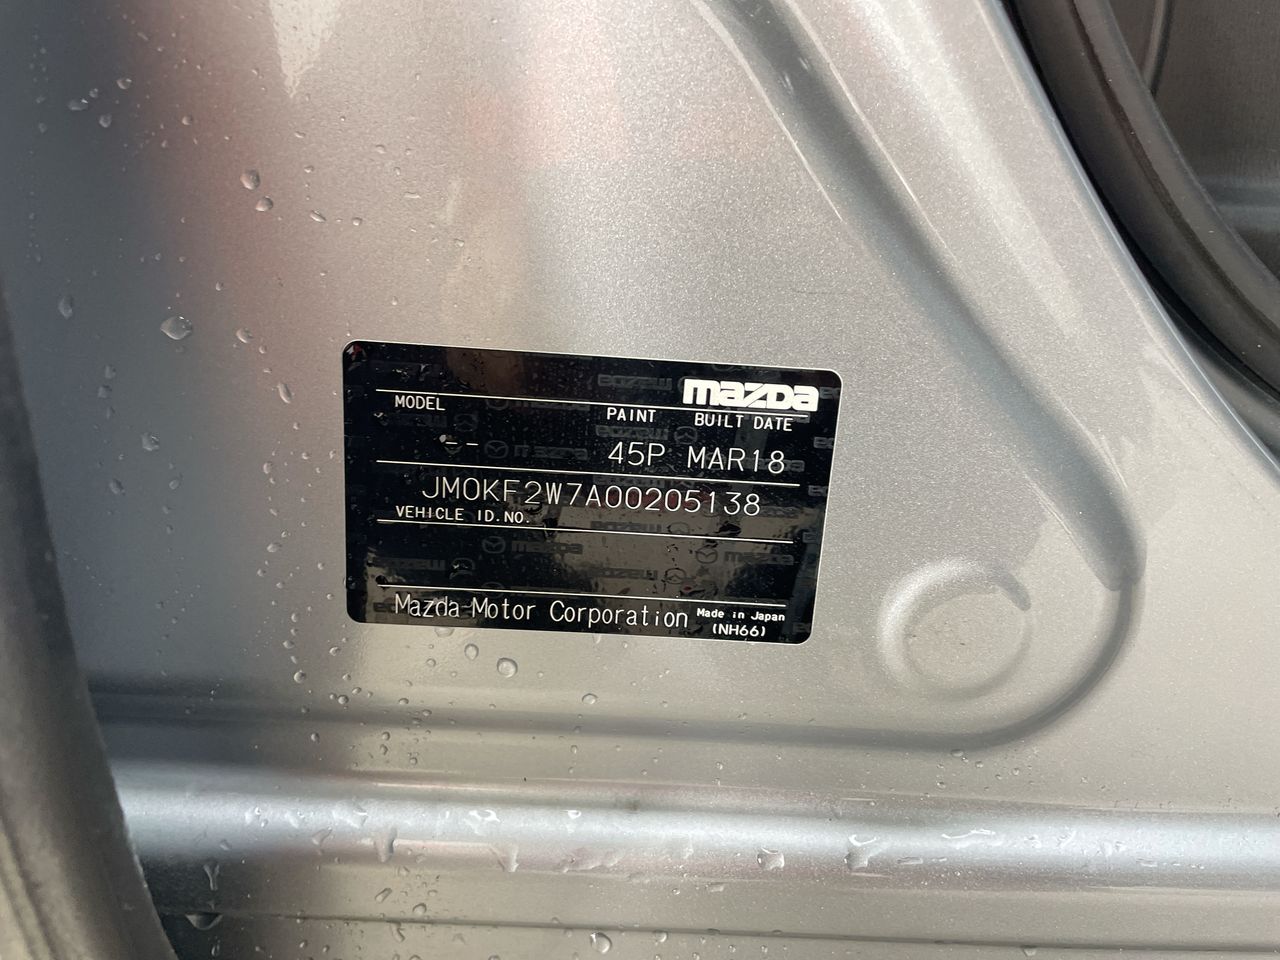 mazda
MODEL PAINT BUILT DATE
-- 45P MAR18
JM0KF2W7A00205138
VEHICLE ID.NO.
Mazda Motor Corporation Made in Japan
(NH66)